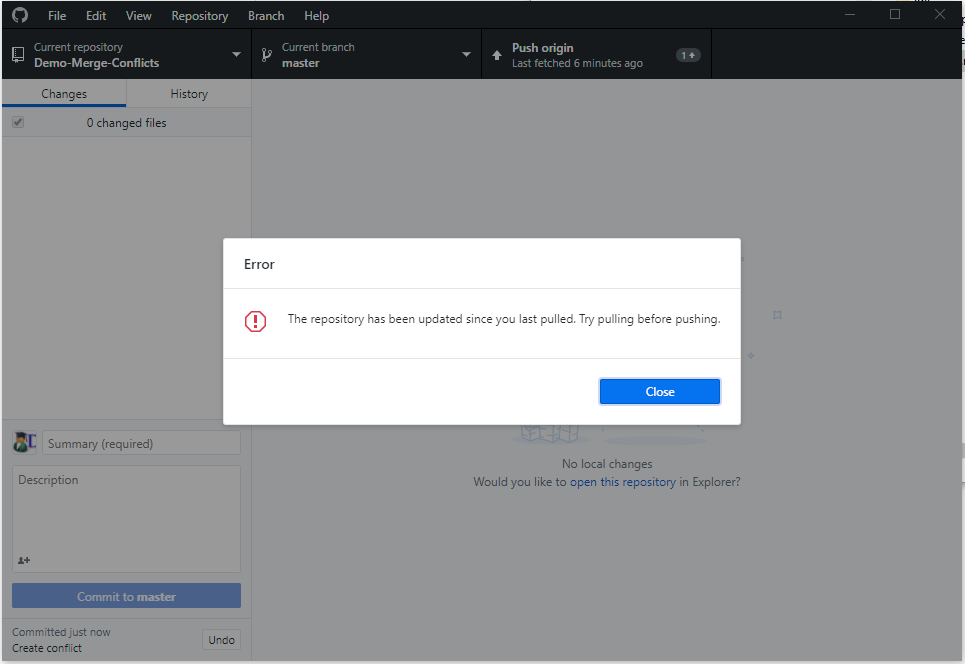 File Edit View Repository Branch Help
Current repository
Demo-Merge-Conflicts
Current branch
master
Push origin
Last fetched 6 minutes ago
1
Changes History
0 changed files
Error
The repository has been updated since you last pulled. Try pulling before pushing.
Close
Summary (required)
Description
No local changes
Would you like to open this repository in Explorer?
Commit to master
Committed just now
Create conflict
Undo